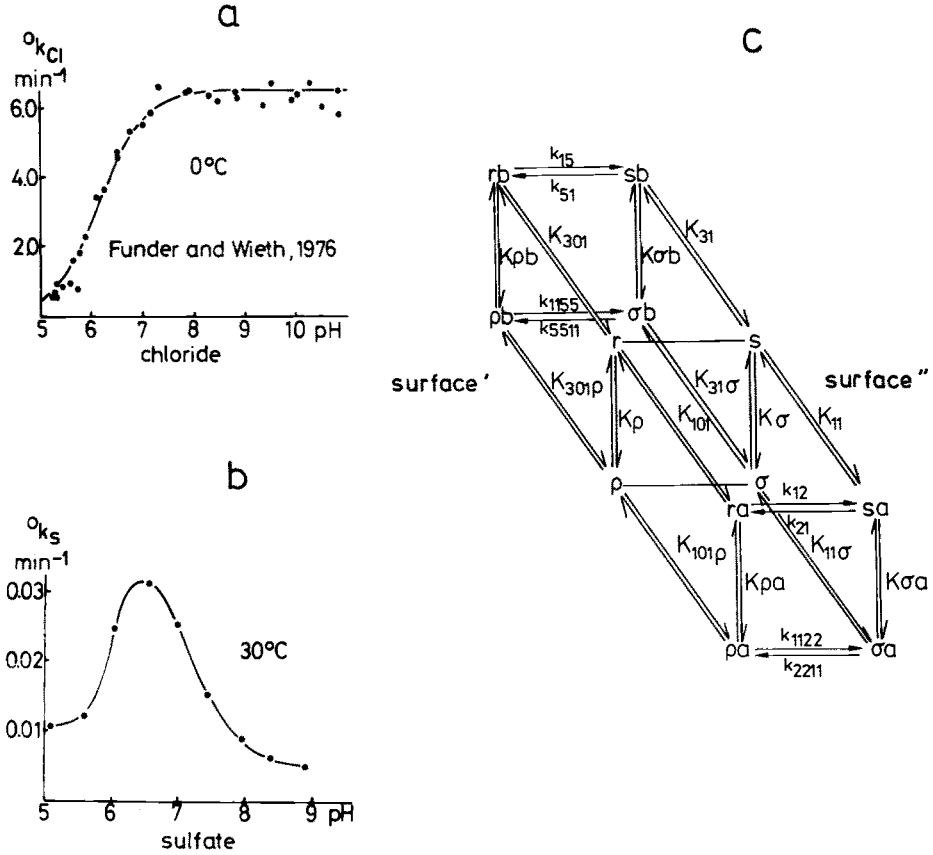 a
°kCl
min⁻¹
6.0
4.0
2.0
0°C
Funder and Wieth, 1976
5 6 7 8 9 10 pH
chloride
b
°ks
min⁻¹
0.03
0.02
0.01
30°C
5 6 7 8 9 pH
sulfate
c
rb k15 sb
k51
K301 K31
Kρb Kσb
ρb k1155 σb
k5511
r s
surface' surface"
K301ρ K31σ
Kρ K101 Kσ K11
ρ σ
ra k12 sa
k21
K101ρ K11σ
Kρa Kσa
ρa k1122 σa
k2211